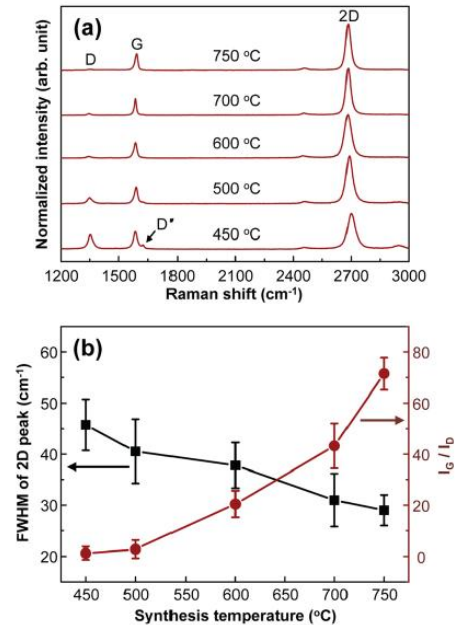 (a)
2D
D
G
750 °C
700 °C
600 °C
500 °C
D"
450 °C
Normalized intensity (arb. unit)
1200 1500 1800 2100 2400 2700 3000
Raman shift (cm-1)
(b)
60
50
40
30
20
80
60
40
20
0
FWHM of 2D peak (cm-1)
IG / ID
450 500 550 600 650 700 750
Synthesis temperature (°C)